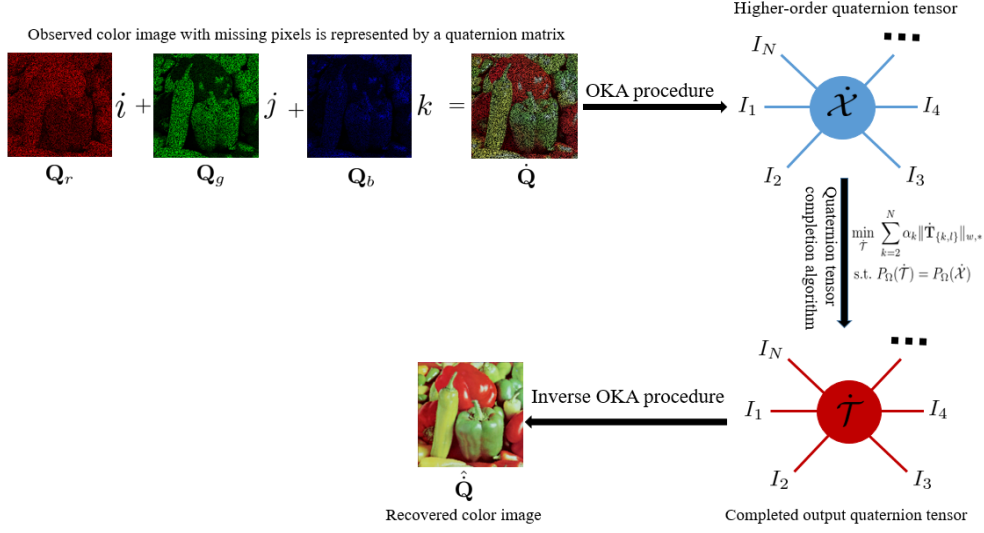 Higher-order quaternion tensor
Observed color image with missing pixels is represented by a quaternion matrix
i + j + k =
Q_r Q_g Q_b Q̇
OKA procedure
I_N ...
I_1 Ẋ I_4
I_2 I_3
Quaternion tensor
completion algorithm
min_Ṫ ∑_{k=2}^{N} α_k‖Ṫ_{{k,l}}‖_{w,*}
s.t. P_Ω(Ṫ) = P_Ω(Ẋ)
I_N ...
I_1 Ṫ I_4
I_2 I_3
Completed output quaternion tensor
Inverse OKA procedure
Q̇̂
Recovered color image